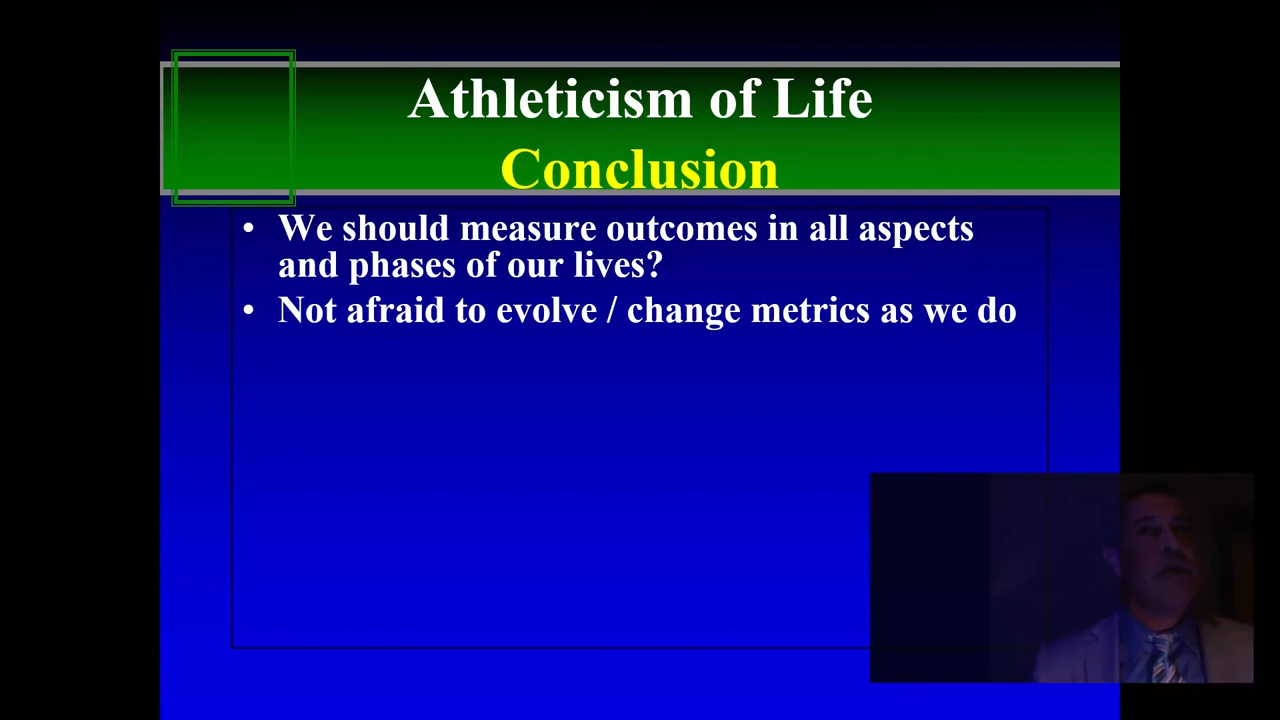 Athleticism of Life
Conclusion
• We should measure outcomes in all aspects
and phases of our lives?
• Not afraid to evolve / change metrics as we do